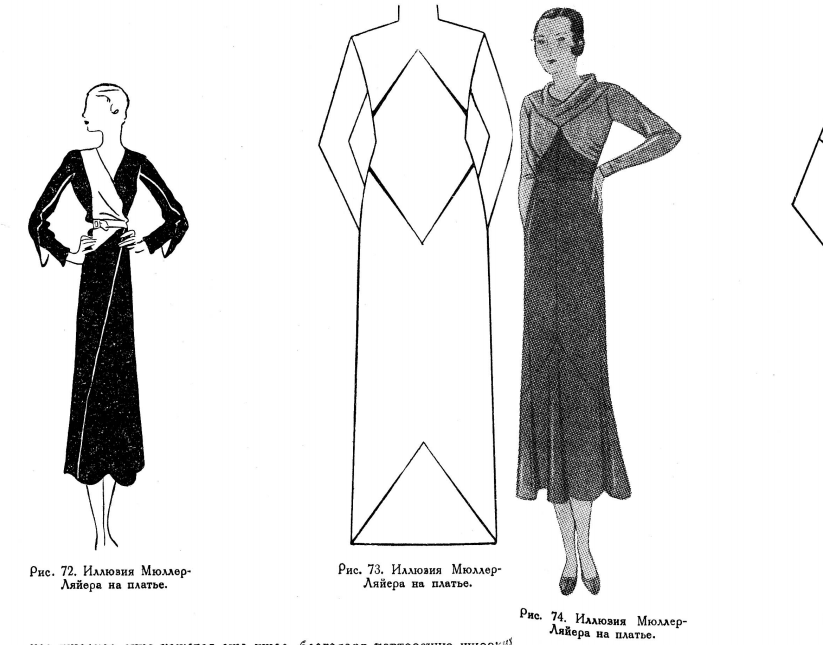 Рис. 72. Иллюзия Мюллер-
Ляйера на платье.
Рис. 73. Иллюзия Мюллер-
Ляйера на платье.
Рис. 74. Иллюзия Мюллер-
Ляйера на платье.